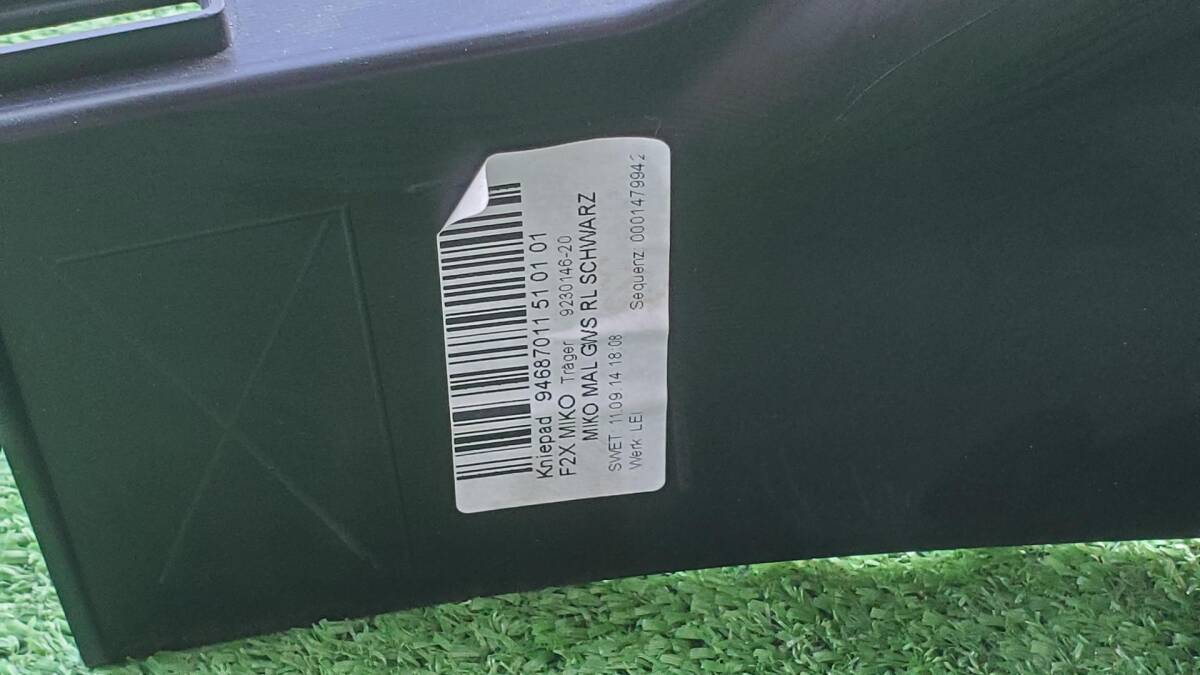 Kniepad 94687011 51 01 01
F2X MIKO Träger 9230146-20
MIKO MAL GWS RL SCHWARZ
SWET 11.09.14 18:08
Werk LEI Sequenz 0001479942